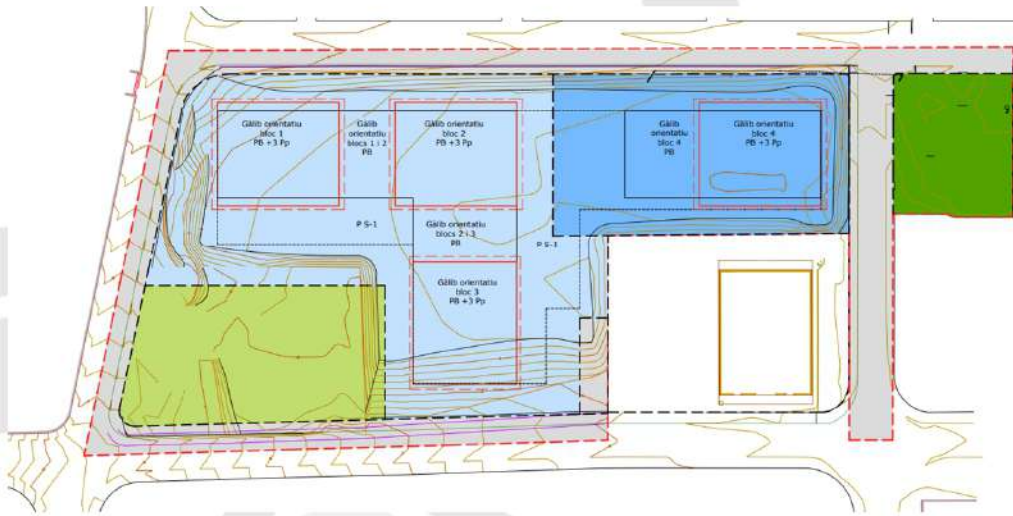 Gàlib orientatiu
bloc 1
PB +3 Pp
Gàlib
orientatiu
blocs 1 i 2
PB
Gàlib orientatiu
bloc 2
PB +3 Pp
Gàlib
orientatiu
bloc 4
PB
Gàlib orientatiu
bloc 4
PB +3 Pp
P S-1
Gàlib orientatiu
blocs 2 i 3
PB
P S-1
Gàlib orientatiu
bloc 3
PB +3 Pp